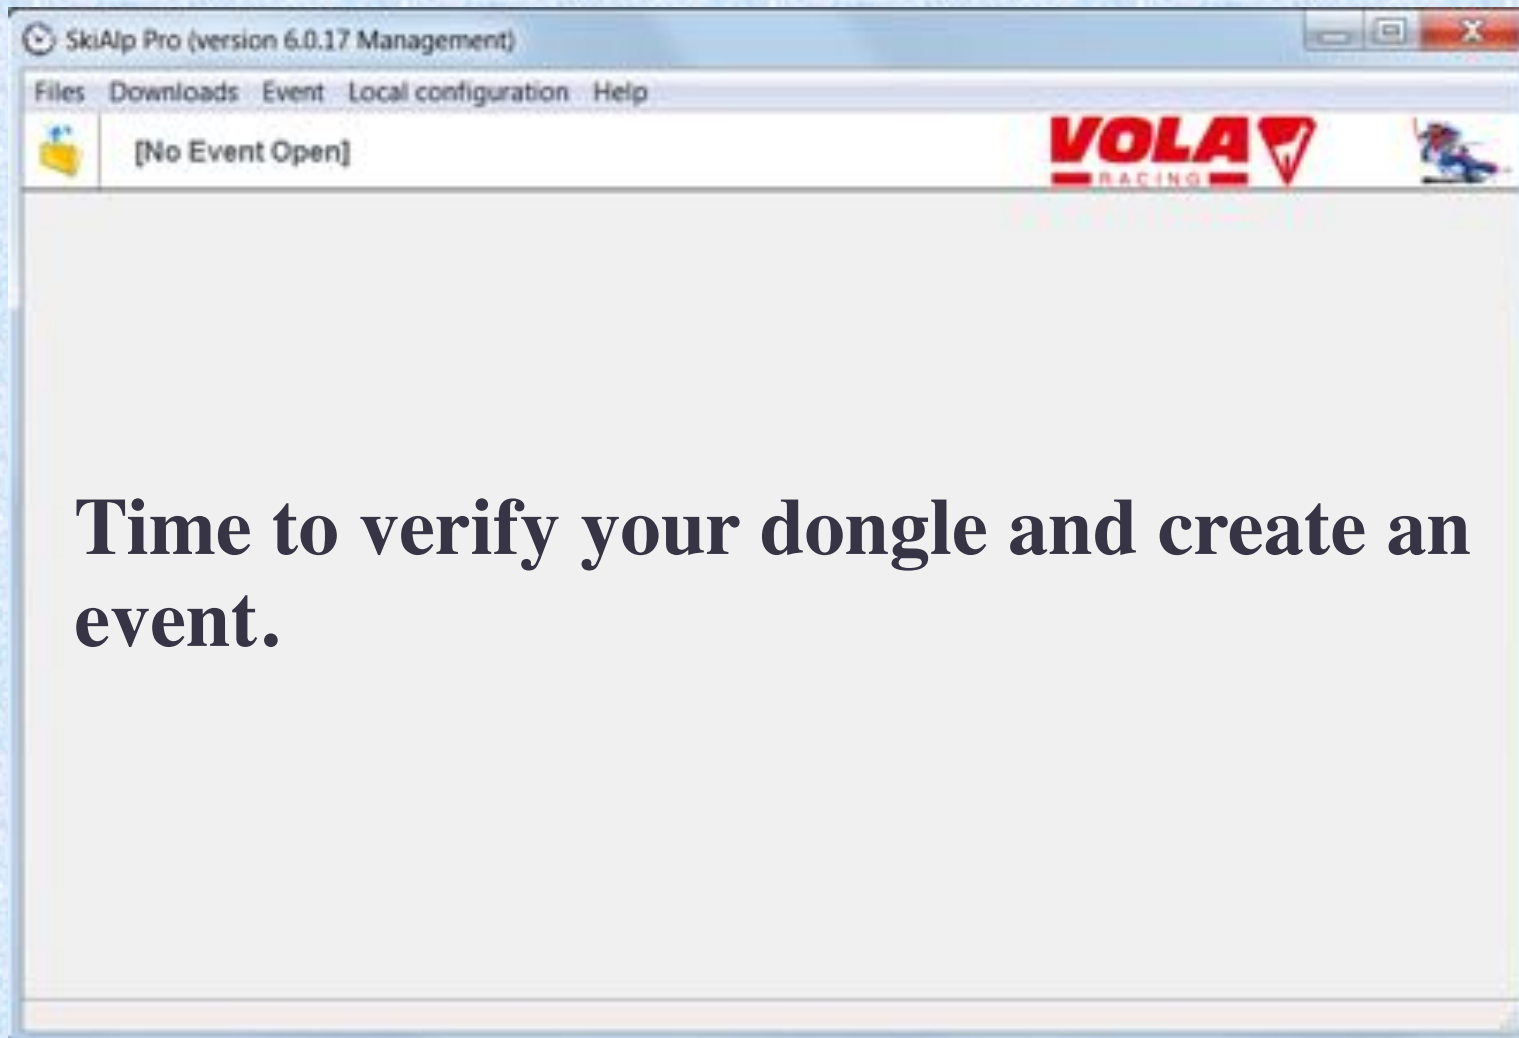 SkiAlp Pro (version 6.0.17 Management)
Files Downloads Event Local configuration Help
[No Event Open]
VOLA
RACING
Time to verify your dongle and create an
event.